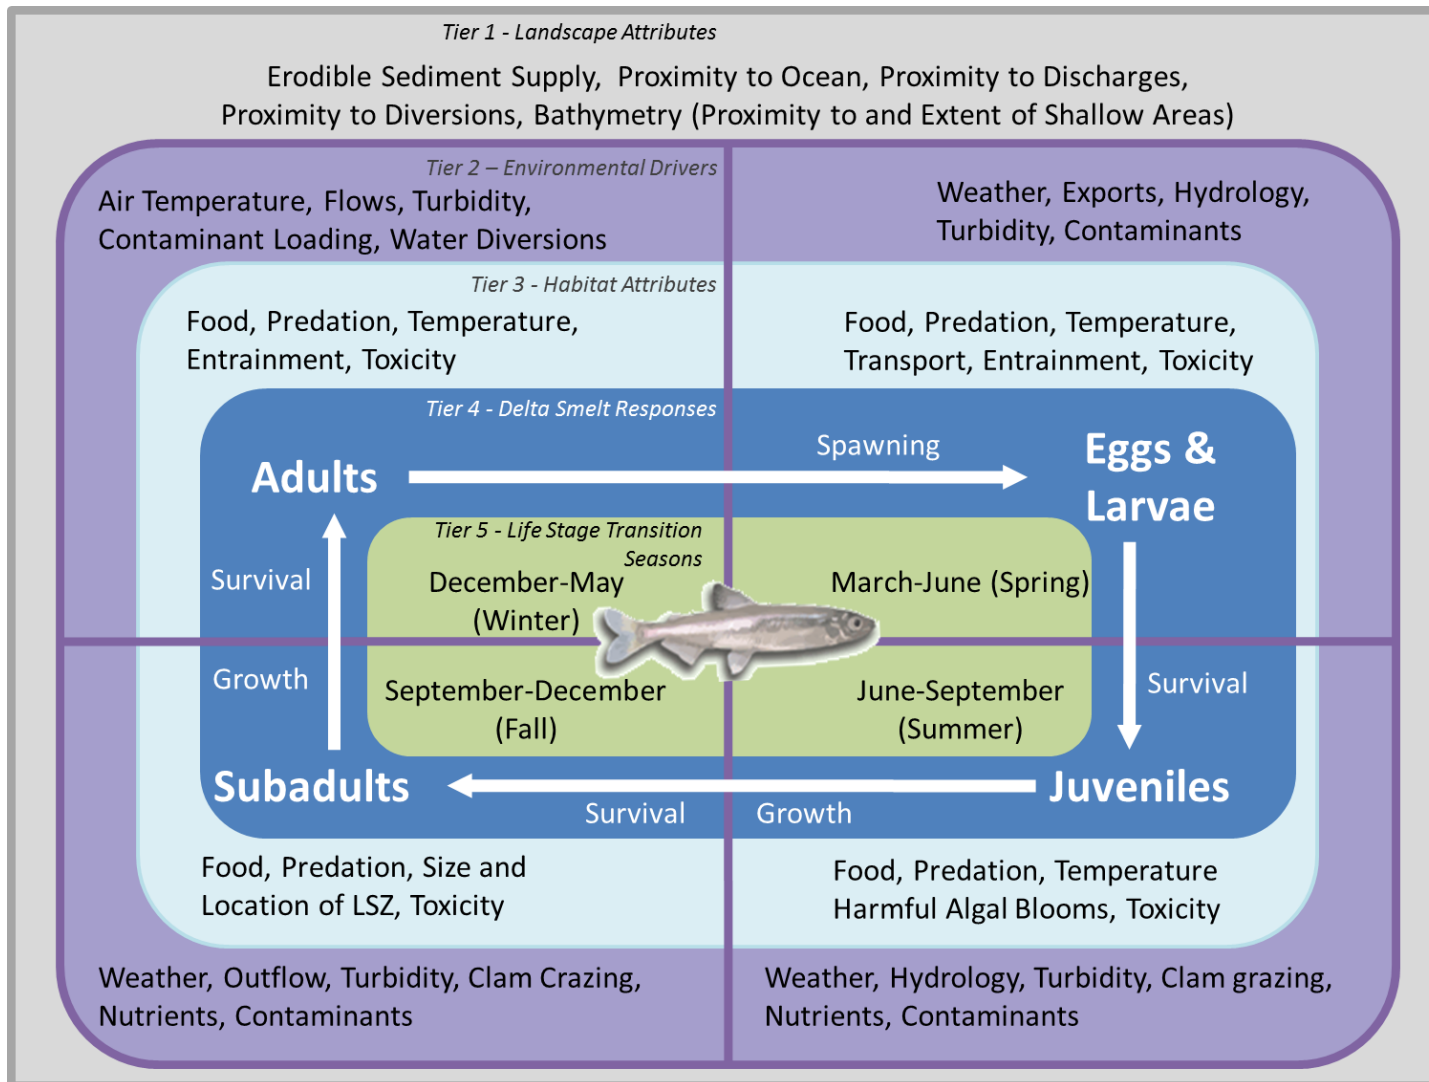 Tier 1 - Landscape Attributes
Erodible Sediment Supply, Proximity to Ocean, Proximity to Discharges,
Proximity to Diversions, Bathymetry (Proximity to and Extent of Shallow Areas)
Tier 2 – Environmental Drivers
Air Temperature, Flows, Turbidity,
Contaminant Loading, Water Diversions
Weather, Exports, Hydrology,
Turbidity, Contaminants
Tier 3 - Habitat Attributes
Food, Predation, Temperature,
Entrainment, Toxicity
Food, Predation, Temperature,
Transport, Entrainment, Toxicity
Tier 4 - Delta Smelt Responses
Adults
Spawning
Eggs &
Larvae
Tier 5 - Life Stage Transition
Seasons
Survival
December-May
(Winter)
March-June (Spring)
Growth
September-December
(Fall)
June-September
(Summer)
Survival
Subadults
Survival
Growth
Juveniles
Food, Predation, Size and
Location of LSZ, Toxicity
Food, Predation, Temperature
Harmful Algal Blooms, Toxicity
Weather, Outflow, Turbidity, Clam Crazing,
Nutrients, Contaminants
Weather, Hydrology, Turbidity, Clam grazing,
Nutrients, Contaminants